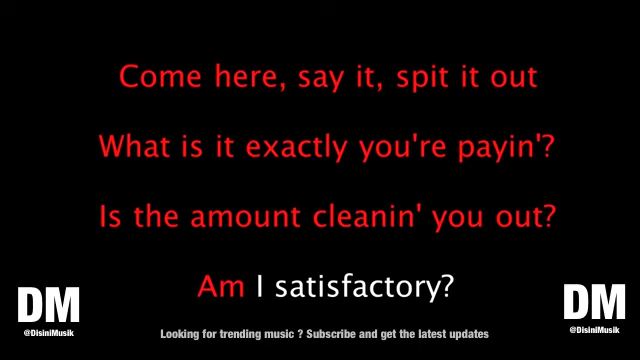 Come here, say it, spit it out
What is it exactly you're payin'?
Is the amount cleanin' you out?
Am I satisfactory?
DM
@DisiniMusik
DM
@DisiniMusik
Looking for trending music ? Subscribe and get the latest updates